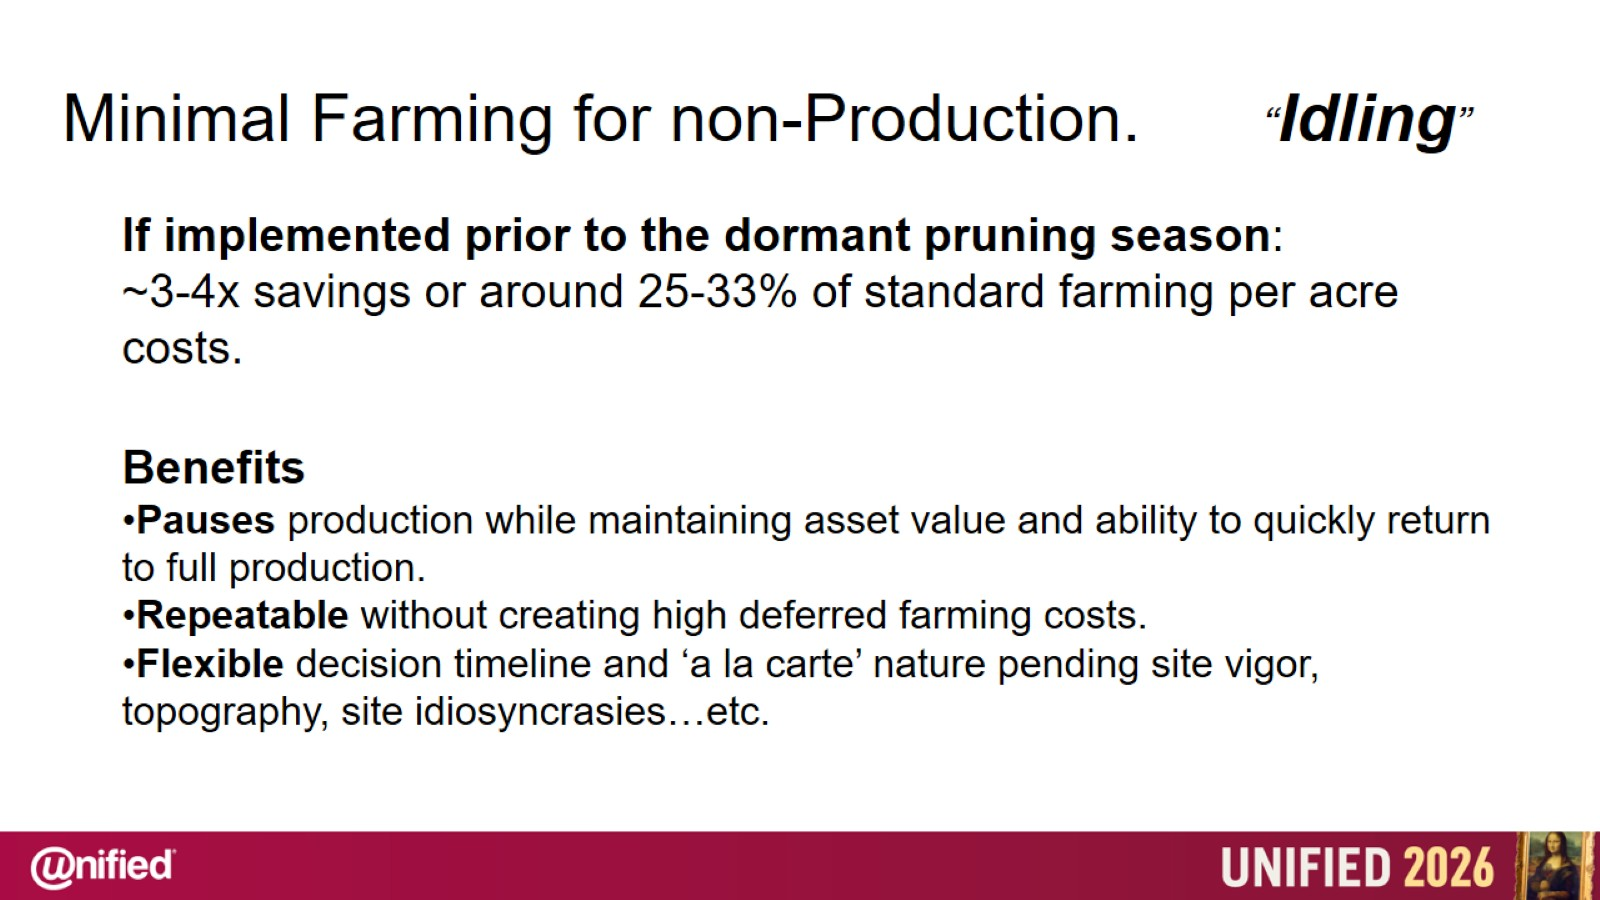 Minimal Farming for non-Production. “Idling”
If implemented prior to the dormant pruning season:
~3-4x savings or around 25-33% of standard farming per acre
costs.
Benefits
•Pauses production while maintaining asset value and ability to quickly return
to full production.
•Repeatable without creating high deferred farming costs.
•Flexible decision timeline and ‘a la carte’ nature pending site vigor,
topography, site idiosyncrasies…etc.
unified
UNIFIED 2026